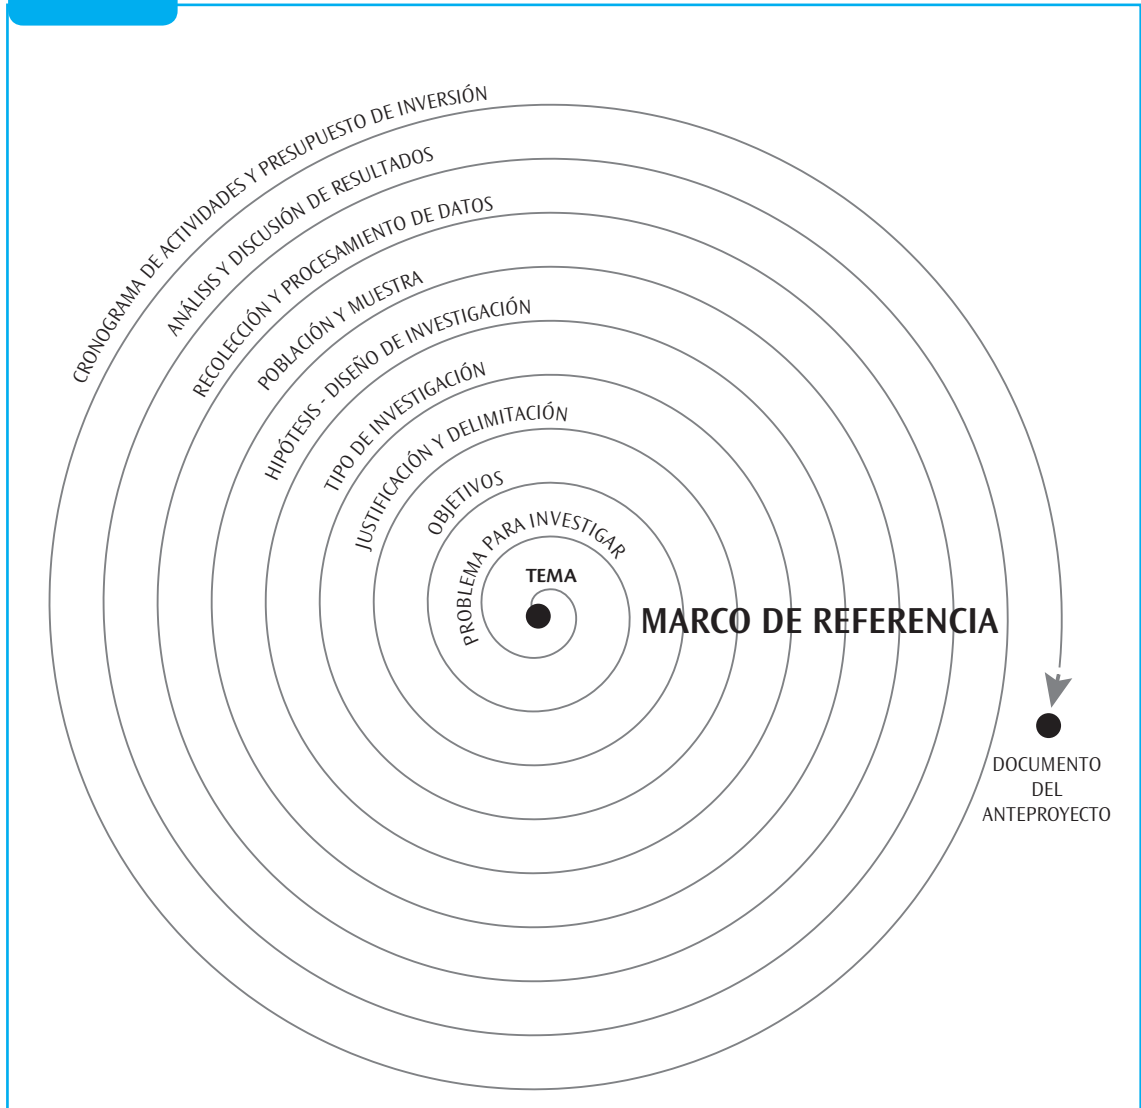 CRONOGRAMA DE ACTIVIDADES Y PRESUPUESTO DE INVERSIÓN
ANÁLISIS Y DISCUSIÓN DE RESULTADOS
RECOLECCIÓN Y PROCESAMIENTO DE DATOS
POBLACIÓN Y MUESTRA
HIPÓTESIS - DISEÑO DE INVESTIGACIÓN
TIPO DE INVESTIGACIÓN
JUSTIFICACIÓN Y DELIMITACIÓN
OBJETIVOS
PROBLEMA PARA INVESTIGAR
TEMA
MARCO DE REFERENCIA
DOCUMENTO
DEL
ANTEPROYECTO